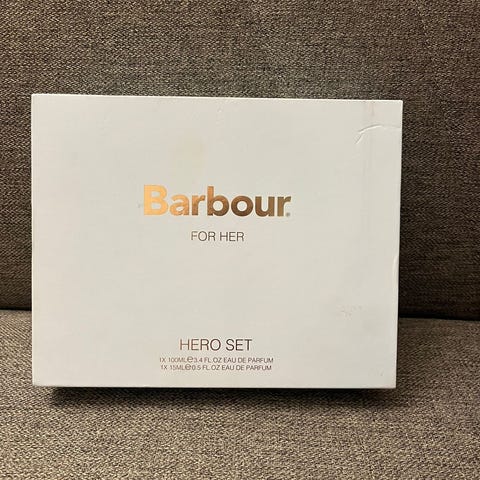 Barbour®
FOR HER
HERO SET
1X 100ML℮3.4 FL OZ EAU DE PARFUM
1X 15ML℮0.5 FL OZ EAU DE PARFUM